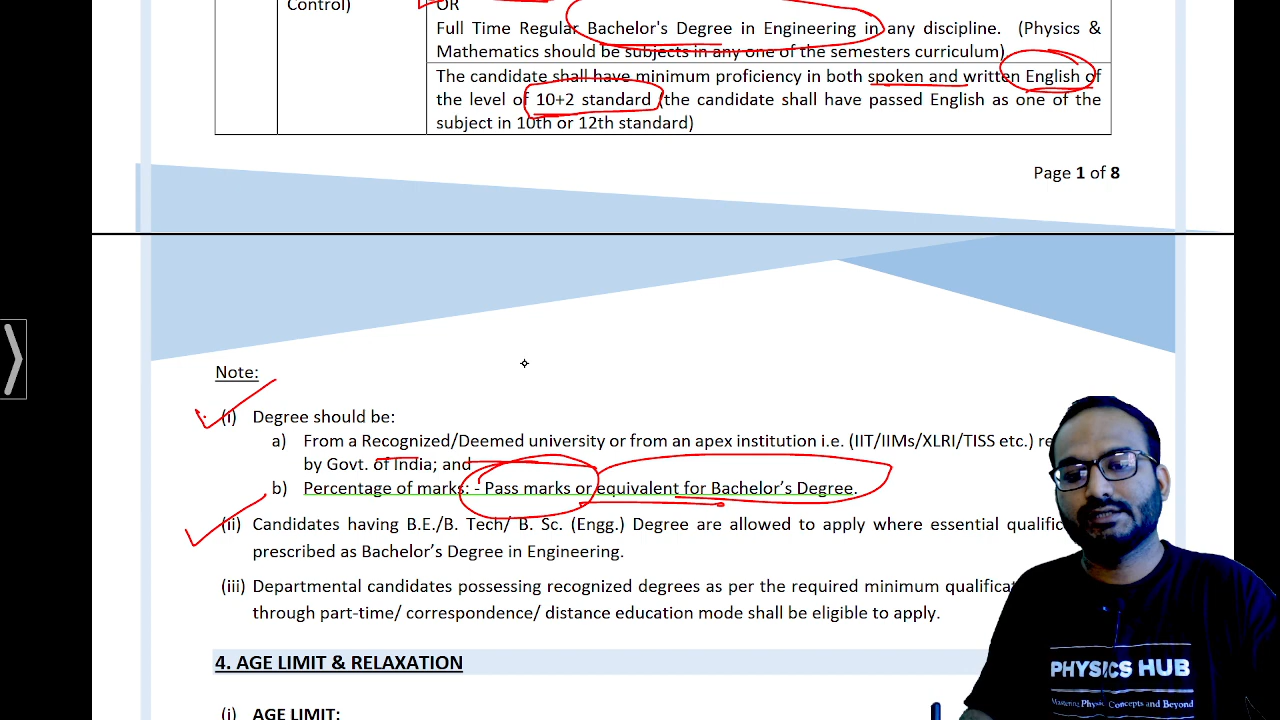 Control)
OR
Full Time Regular Bachelor's Degree in Engineering in any discipline. (Physics &
Mathematics should be subjects in any one of the semesters curriculum).
The candidate shall have minimum proficiency in both spoken and written English of
the level of 10+2 standard (the candidate shall have passed English as one of the
subject in 10th or 12th standard)
Page 1 of 8
Note:
(i) Degree should be:
a) From a Recognized/Deemed university or from an apex institution i.e. (IIT/IIMs/XLRI/TISS etc.)
by Govt. of India; and
b) Percentage of marks: - Pass marks or equivalent for Bachelor's Degree.
(ii) Candidates having B.E./B. Tech/ B. Sc. (Engg.) Degree are allowed to apply where essential
prescribed as Bachelor's Degree in Engineering.
(iii) Departmental candidates possessing recognized degrees as per the required minimum
through part-time/ correspondence/ distance education mode shall be eligible to apply.
4. AGE LIMIT & RELAXATION
(i) AGE LIMIT:
PHYSICS HUB
Mastering Physics Concepts and Beyond